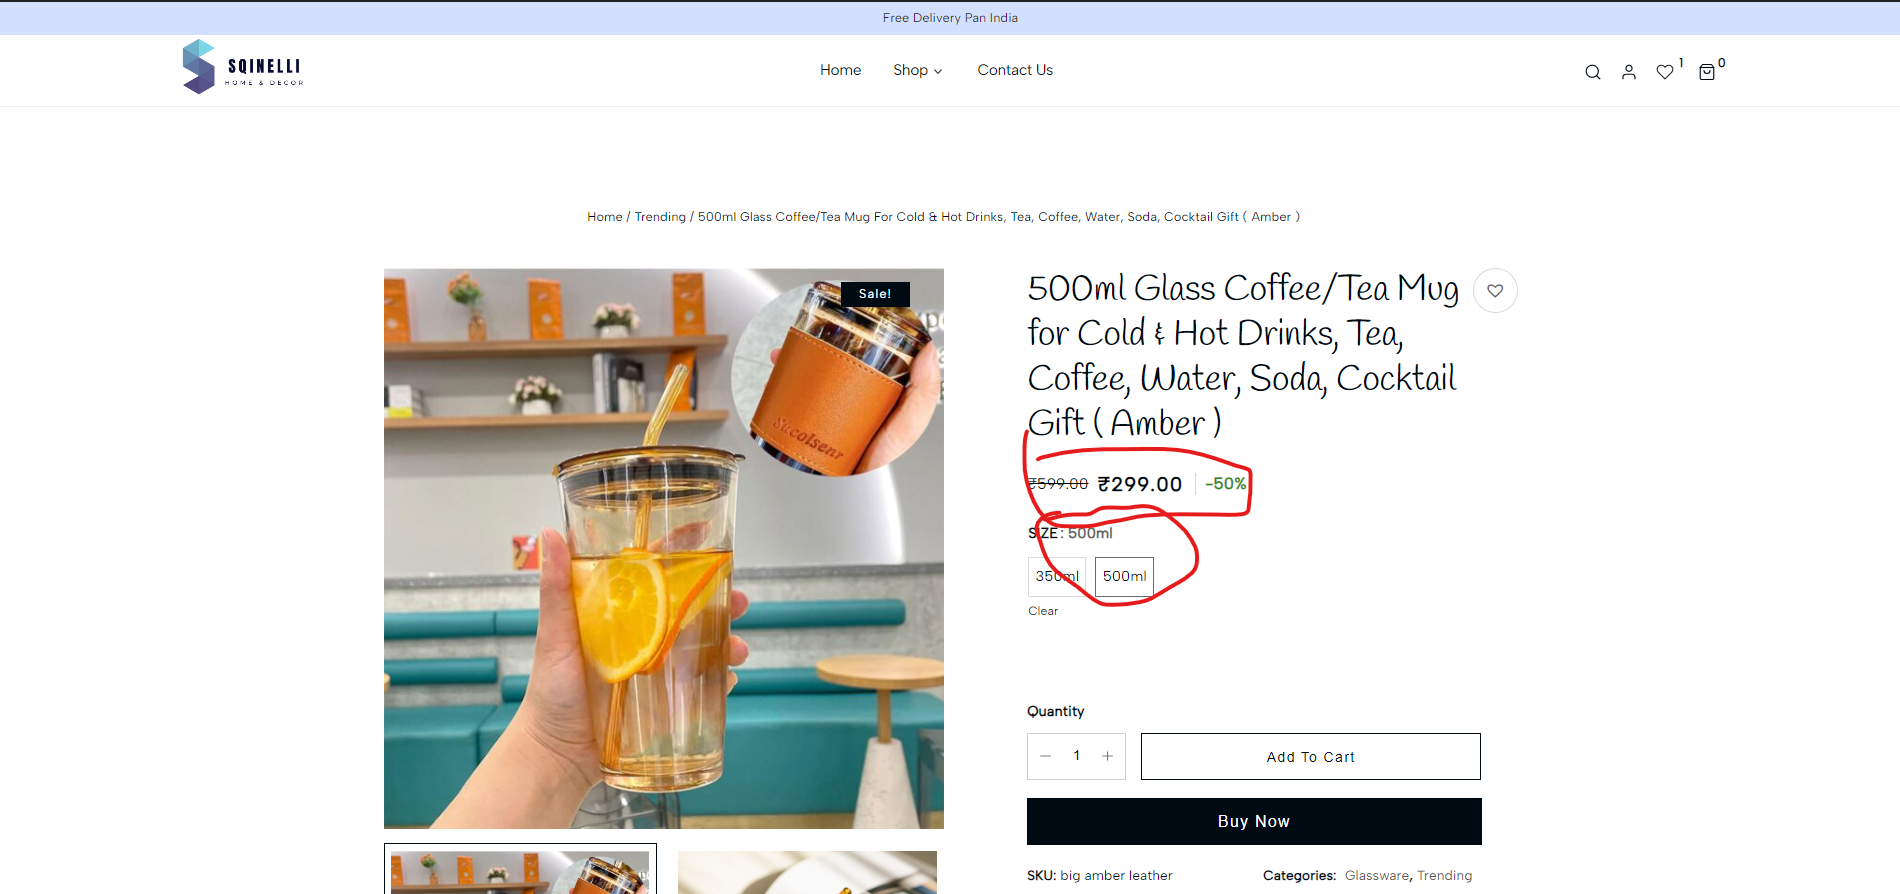 Free Delivery Pan India
SQINELLI
HOME & DECOR
Home
Shop
Contact Us
1
0
Home / Trending / 500ml Glass Coffee/Tea Mug For Cold & Hot Drinks, Tea, Coffee, Water, Soda, Cocktail Gift ( Amber )
Sale!
Sucolsenr
500ml Glass Coffee/Tea Mug
for Cold & Hot Drinks, Tea,
Coffee, Water, Soda, Cocktail
Gift ( Amber )
₹599.00 ₹299.00 -50%
SIZE : 500ml
350ml 500ml
Clear
Quantity
− 1 + Add To Cart
Buy Now
SKU: big amber leather Categories: Glassware, Trending